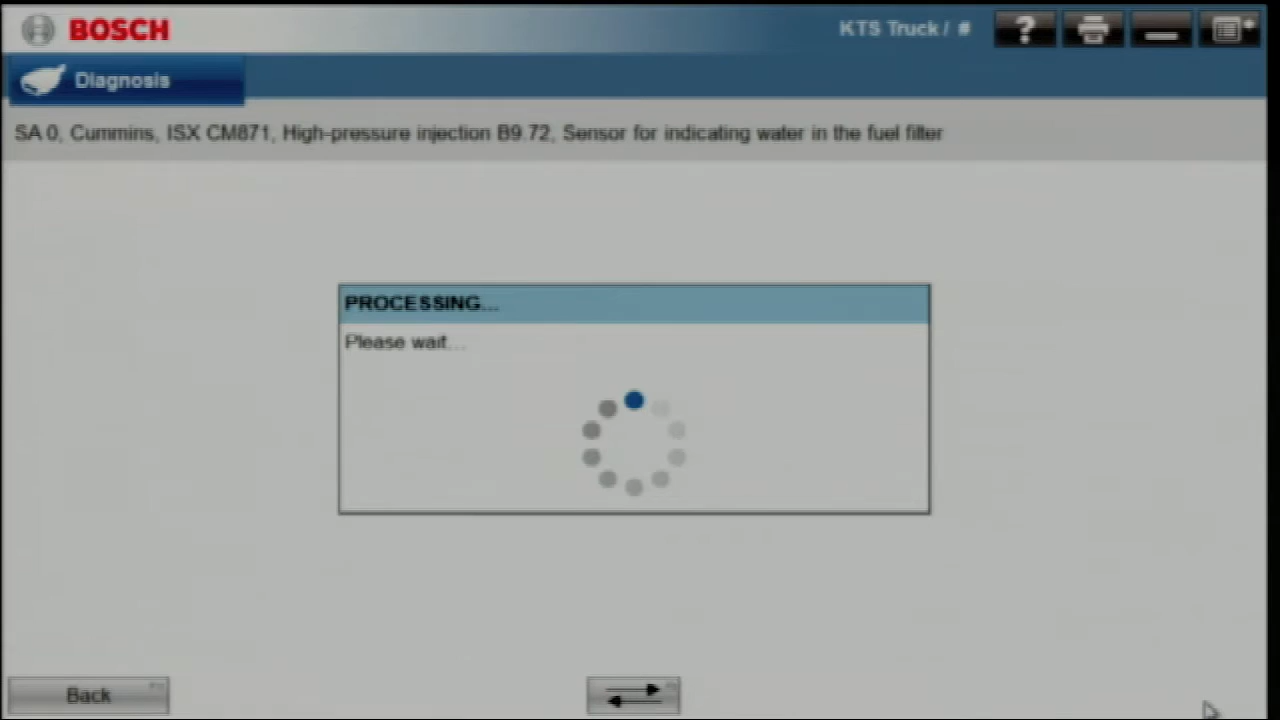 BOSCH
KTS Truck / #
?
Diagnosis
SA 0, Cummins, ISX CM871, High-pressure injection B9.72, Sensor for indicating water in the fuel filter
PROCESSING...
Please wait...
Back